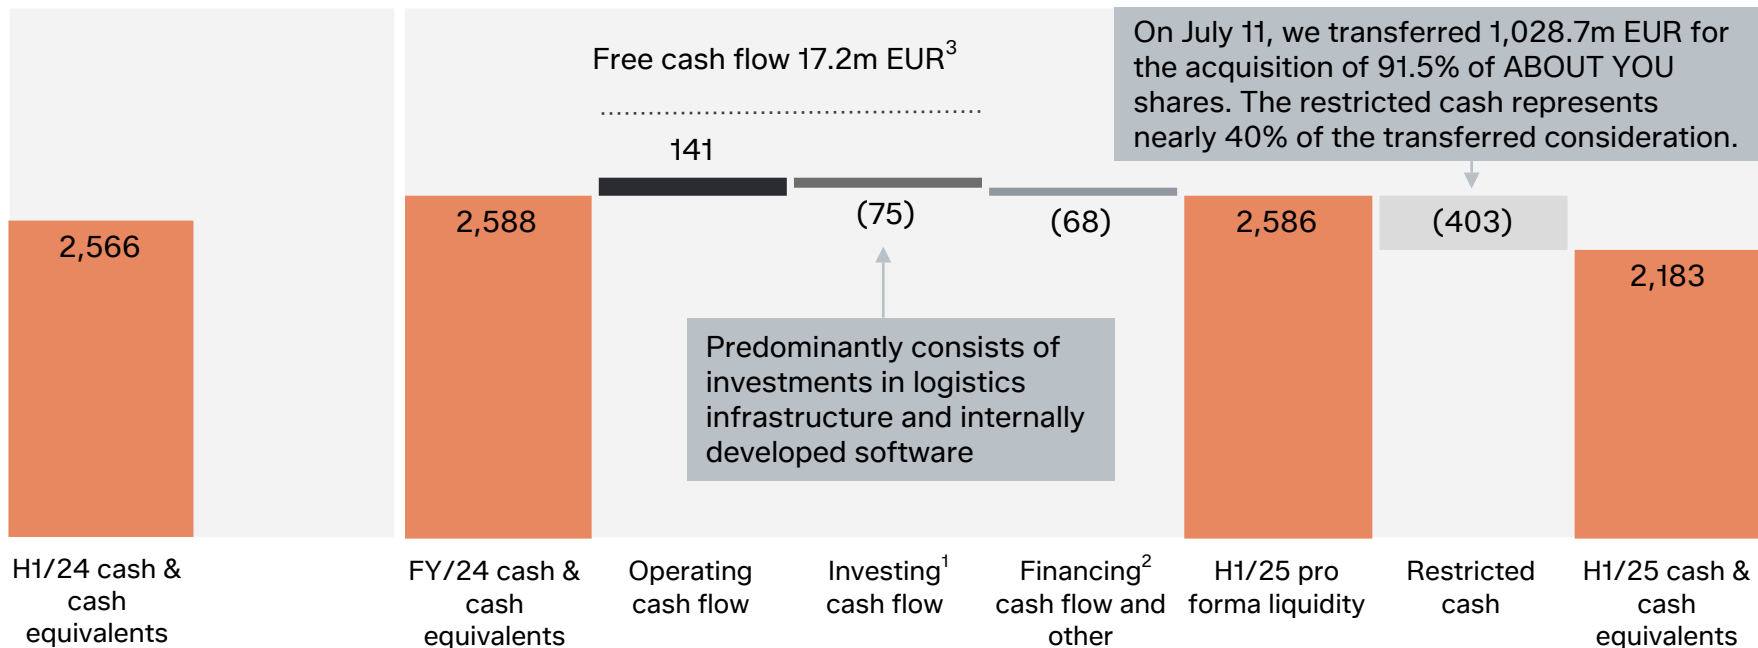 Free cash flow 17.2m EUR3
On July 11, we transferred 1,028.7m EUR for
the acquisition of 91.5% of ABOUT YOU
shares. The restricted cash represents
nearly 40% of the transferred consideration.
141
2,566
2,588
(75)
(68)
2,586
(403)
2,183
Predominantly consists of
investments in logistics
infrastructure and internally
developed software
H1/24 cash &
cash
equivalents
FY/24 cash &
cash
equivalents
Operating
cash flow
Investing1
cash flow
Financing2
cash flow and
other
H1/25 pro
forma liquidity
Restricted
cash
H1/25 cash &
cash
equivalents